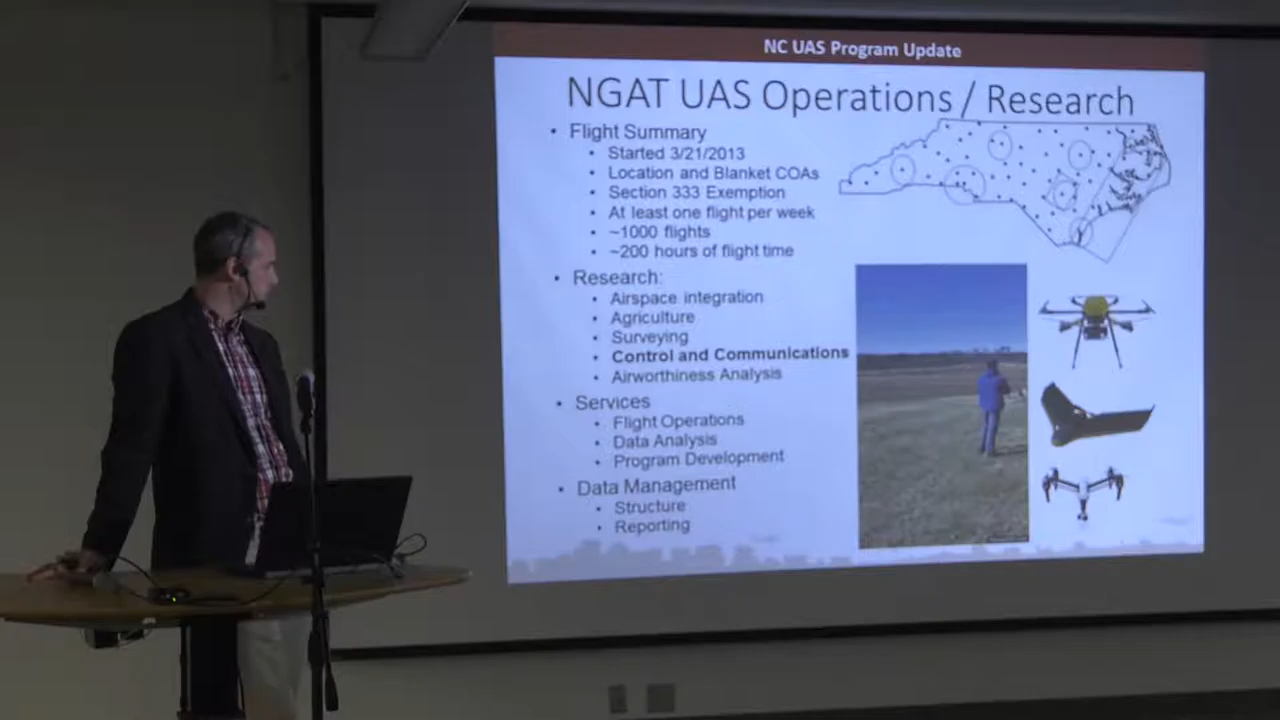 NC UAS Program Update
NGAT UAS Operations / Research
• Flight Summary
• Started 3/21/2013
• Location and Blanket COAs
• Section 333 Exemption
• At least one flight per week
• ~1000 flights
• ~200 hours of flight time
• Research:
• Airspace integration
• Agriculture
• Surveying
• Control and Communications
• Airworthiness Analysis
• Services
• Flight Operations
• Data Analysis
• Program Development
• Data Management
• Structure
• Reporting